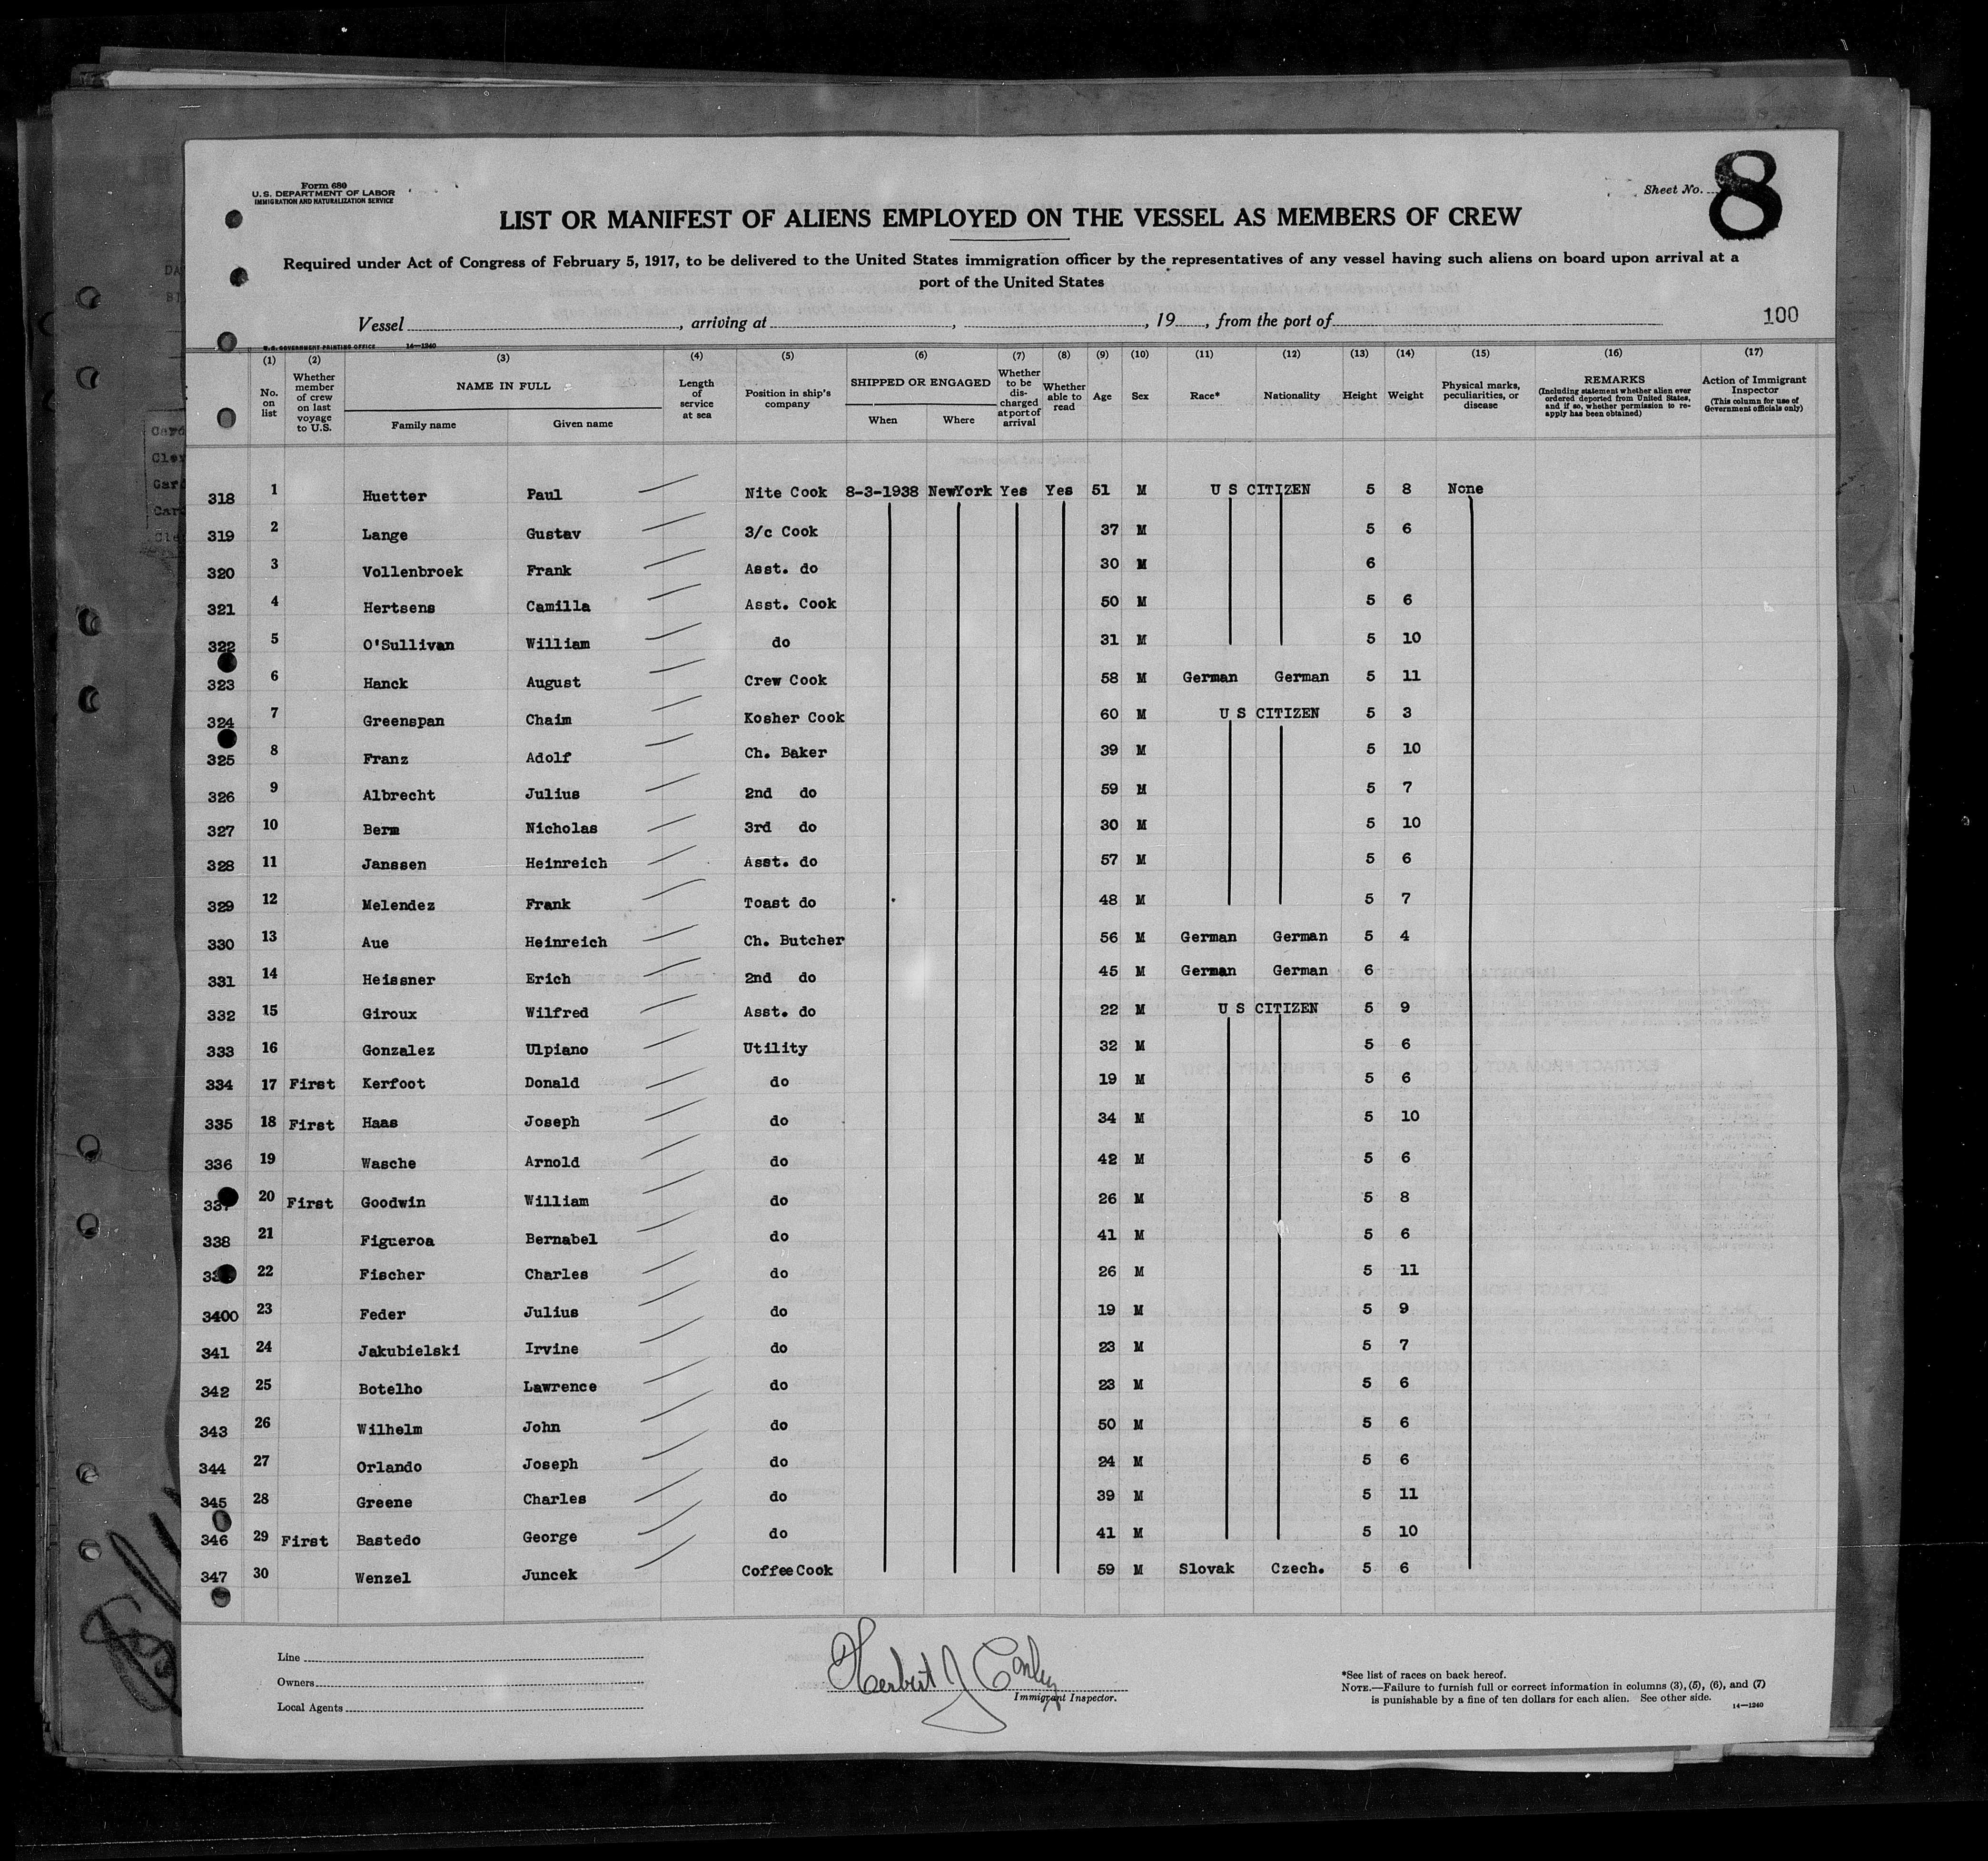 Form 680
U. S. DEPARTMENT OF LABOR
IMMIGRATION AND NATURALIZATION SERVICE
Sheet No. 8
LIST OR MANIFEST OF ALIENS EMPLOYED ON THE VESSEL AS MEMBERS OF CREW
Required under Act of Congress of February 5, 1917, to be delivered to the United States immigration officer by the representatives of any vessel having such aliens on board upon arrival at a
port of the United States
Vessel , arriving at , , 19 , from the port of
100
U. S. GOVERNMENT PRINTING OFFICE 14—1240
(1) No. on list
(2) Whether member of crew on last voyage to U.S.
(3) NAME IN FULL Family name Given name
(4) Length of service at sea
(5) Position in ship's company
(6) SHIPPED OR ENGAGED When Where
(7) Whether to be discharged at port of arrival
(8) Whether able to read
(9) Age
(10) Sex
(11) Race*
(12) Nationality
(13) Height
(14) Weight
(15) Physical marks, peculiarities, or disease
(16) REMARKS (Including statement whether alien ever ordered deported from United States, and if so, whether permission to re-apply has been obtained)
(17) Action of Immigrant Inspector (This column for use of Government officials only)
318 1 Huetter Paul Nite Cook 8-3-1938 NewYork Yes Yes 51 M U S CITIZEN 5 8 None
319 2 Lange Gustav 3/c Cook 37 M 5 6
320 3 Vollenbroek Frank Asst. do 30 M 6
321 4 Hertsens Camilla Asst. Cook 50 M 5 6
322 5 O'Sullivan William do 31 M 5 10
323 6 Hanck August Crew Cook 58 M German German 5 11
324 7 Greenspan Chaim Kosher Cook 60 M U S CITIZEN 5 3
325 8 Franz Adolf Ch. Baker 39 M 5 10
326 9 Albrecht Julius 2nd do 59 M 5 7
327 10 Berm Nicholas 3rd do 30 M 5 10
328 11 Janssen Heinreich Asst. do 57 M 5 6
329 12 Melendez Frank Toast do 48 M 5 7
330 13 Aue Heinreich Ch. Butcher 56 M German German 5 4
331 14 Heissner Erich 2nd do 45 M German German 6
332 15 Giroux Wilfred Asst. do 22 M U S CITIZEN 5 9
333 16 Gonzalez Ulpiano Utility 32 M 5 6
334 17 First Kerfoot Donald do 19 M 5 6
335 18 First Haas Joseph do 34 M 5 10
336 19 Wasche Arnold do 42 M 5 6
337 20 First Goodwin William do 26 M 5 8
338 21 Figueroa Bernabel do 41 M 5 6
22 Fischer Charles do 26 M 5 11
3400 23 Feder Julius do 19 M 5 9
341 24 Jakubielski Irvine do 23 M 5 7
342 25 Botelho Lawrence do 23 M 5 6
343 26 Wilhelm John do 50 M 5 6
344 27 Orlando Joseph do 24 M 5 6
345 28 Greene Charles do 39 M 5 11
346 29 First Bastedo George do 41 M 5 10
347 30 Wenzel Juncek Coffee Cook 59 M Slovak Czech. 5 6
Line
Owners
Local Agents
Herbert J Conley
Immigrant Inspector.
*See list of races on back hereof.
NOTE.—Failure to furnish full or correct information in columns (3), (5), (6), and (7)
is punishable by a fine of ten dollars for each alien. See other side.
14—1240